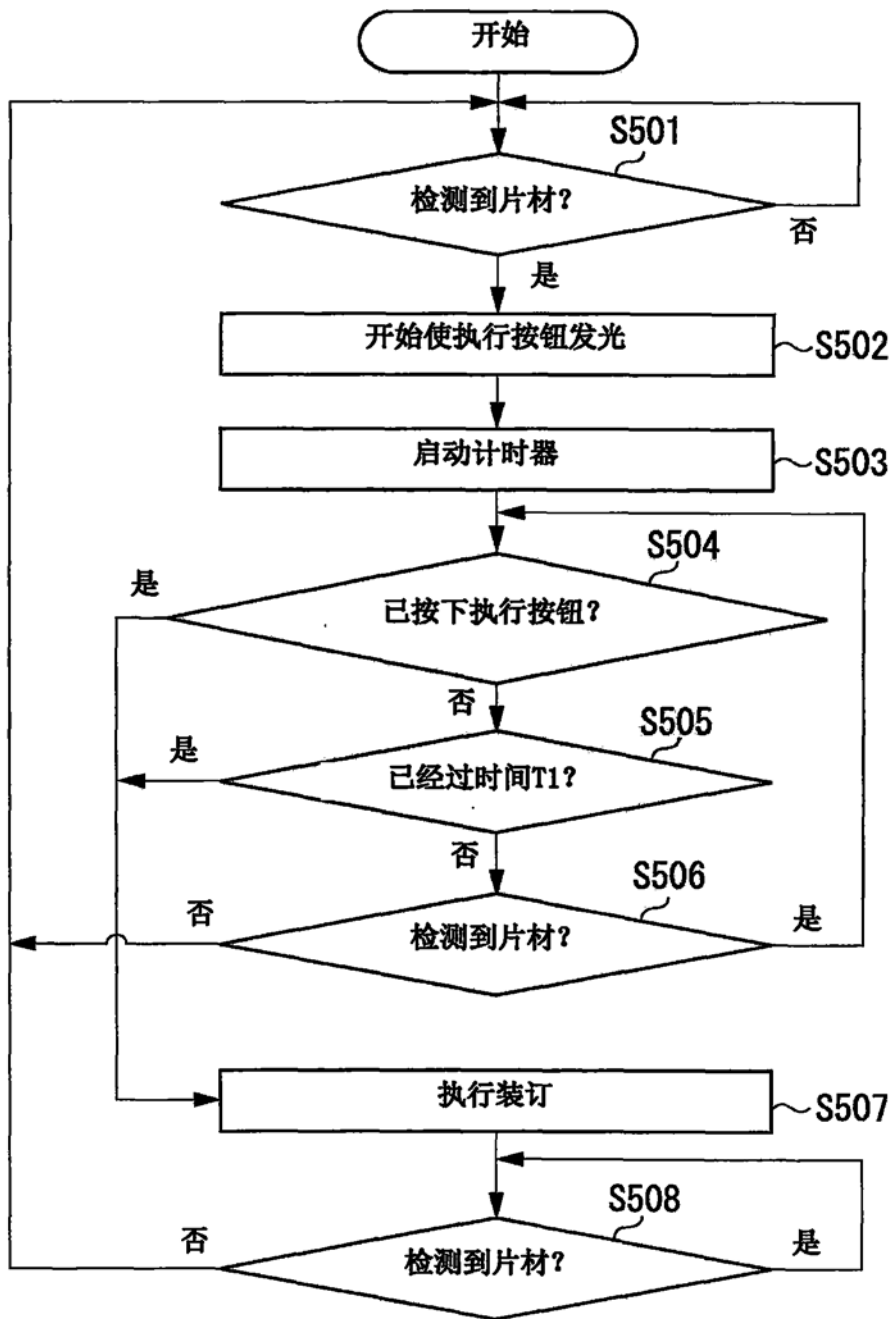 开始
S501
检测到片材?
否
是
开始使执行按钮发光
S502
启动计时器
S503
S504
是
已按下执行按钮?
否
S505
是
已经过时间T1?
否
S506
否
检测到片材?
是
执行装订
S507
S508
否
检测到片材?
是